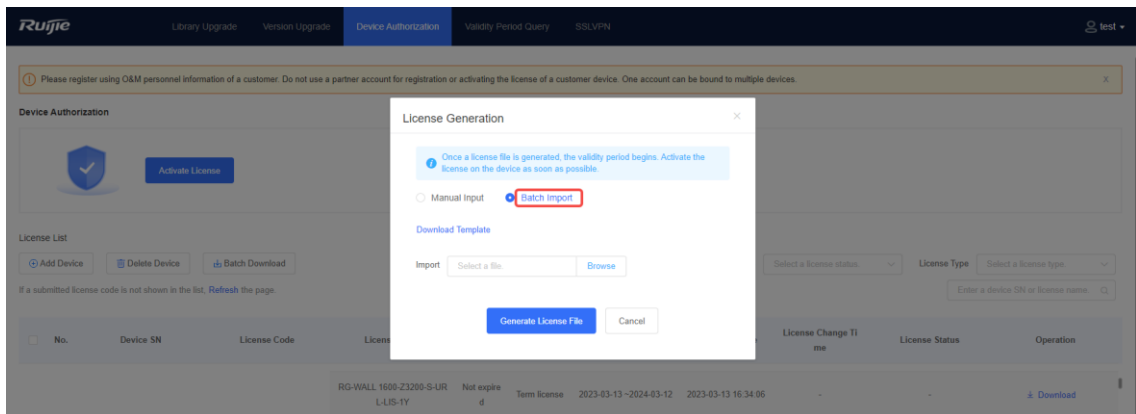 Ruijie
Library Upgrade
Version Upgrade
Device Authorization
Validity Period Query
SSLVPN
test
Please register using O&M personnel information of a customer. Do not use a partner account for registration or activating the license of a customer device. One account can be bound to multiple devices.
X
Device Authorization
Activate License
License Generation
Once a license file is generated, the validity period begins. Activate the
license on the device as soon as possible.
Manual Input
Batch Import
Download Template
Import
Select a file.
Browse
Generate License File
Cancel
License List
Add Device
Delete Device
Batch Download
Select a license status.
License Type
Select a license type.
If a submitted license code is not shown in the list, Refresh the page.
Enter a device SN or license name.
No.
Device SN
License Code
License Change Ti
me
License Status
Operation
RG-WALL 1600-Z3200-S-UR
L-LIS-1Y
Not expire
d
Term license
2023-03-13 ~2024-03-12
2023-03-13 16:34:06
-
-
Download